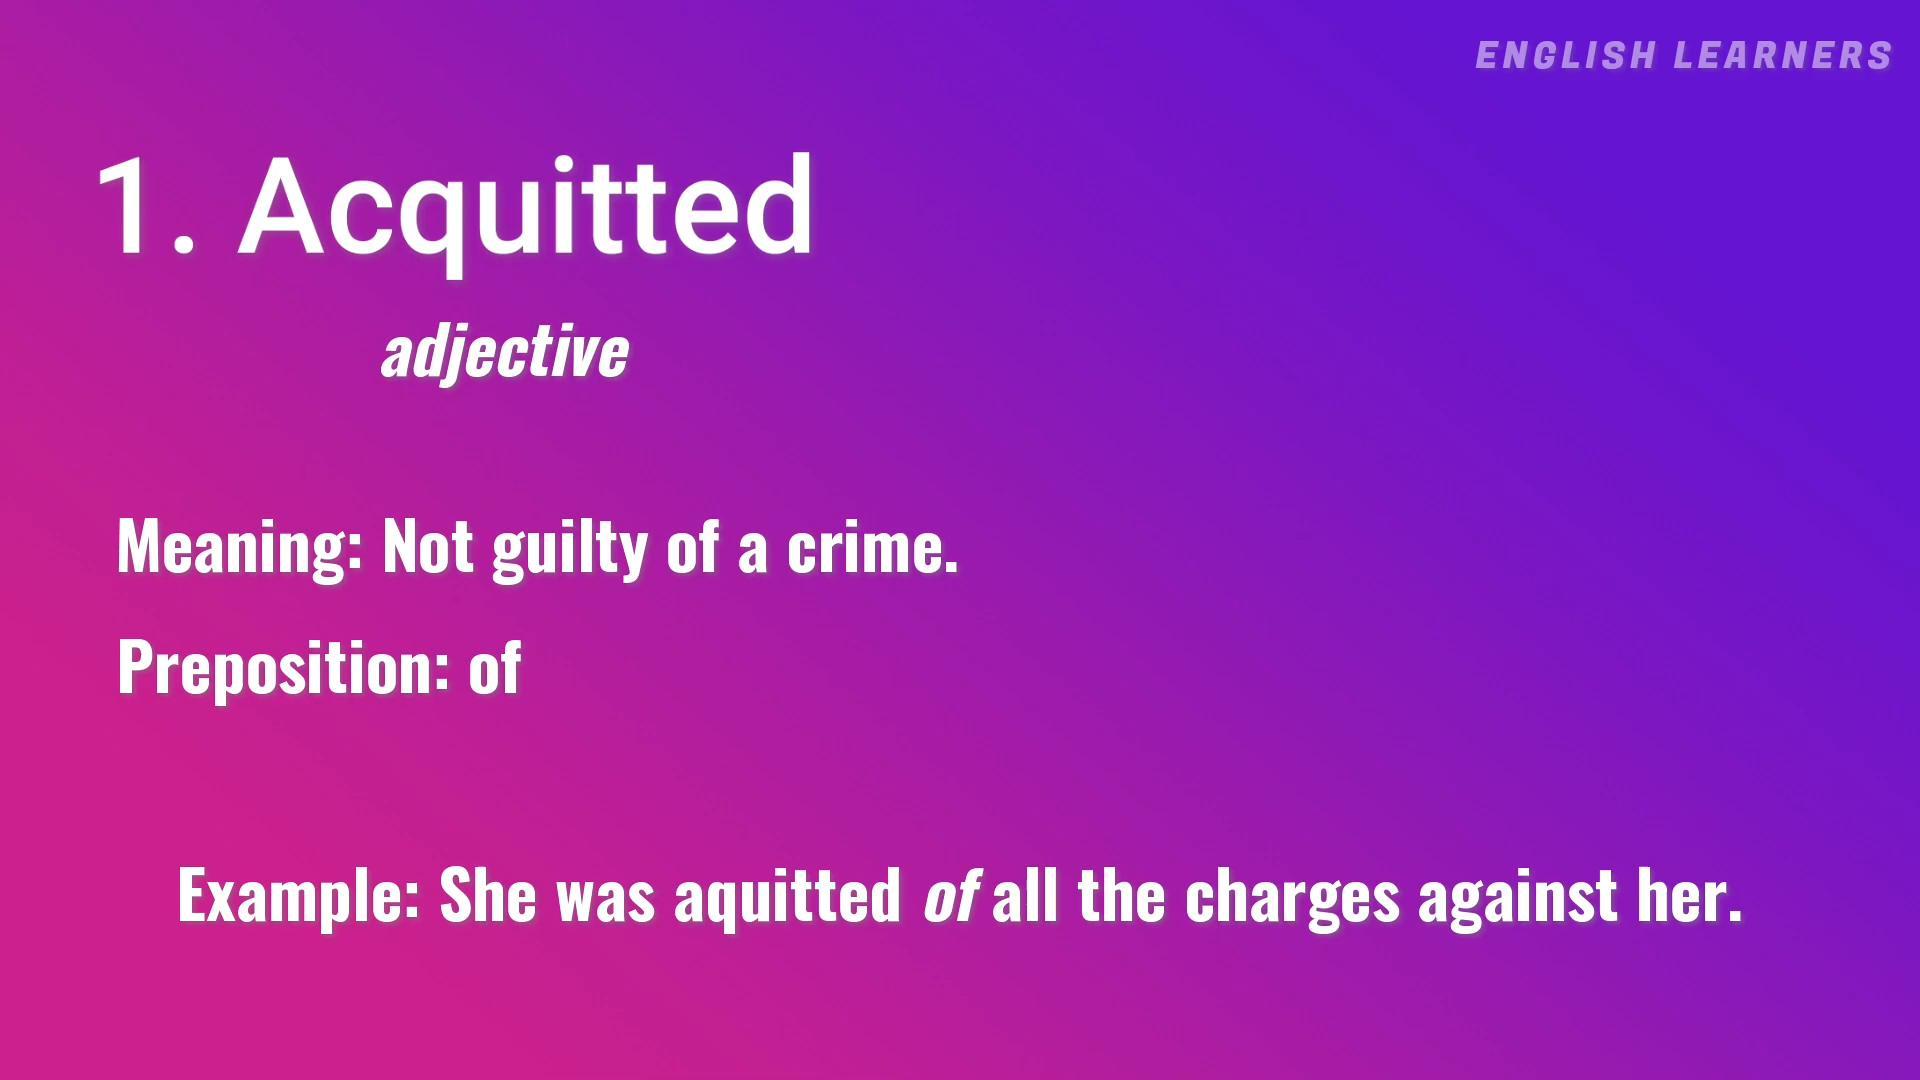 ENGLISH LEARNERS
1. Acquitted
adjective
Meaning: Not guilty of a crime.
Preposition: of
Example: She was aquitted of all the charges against her.